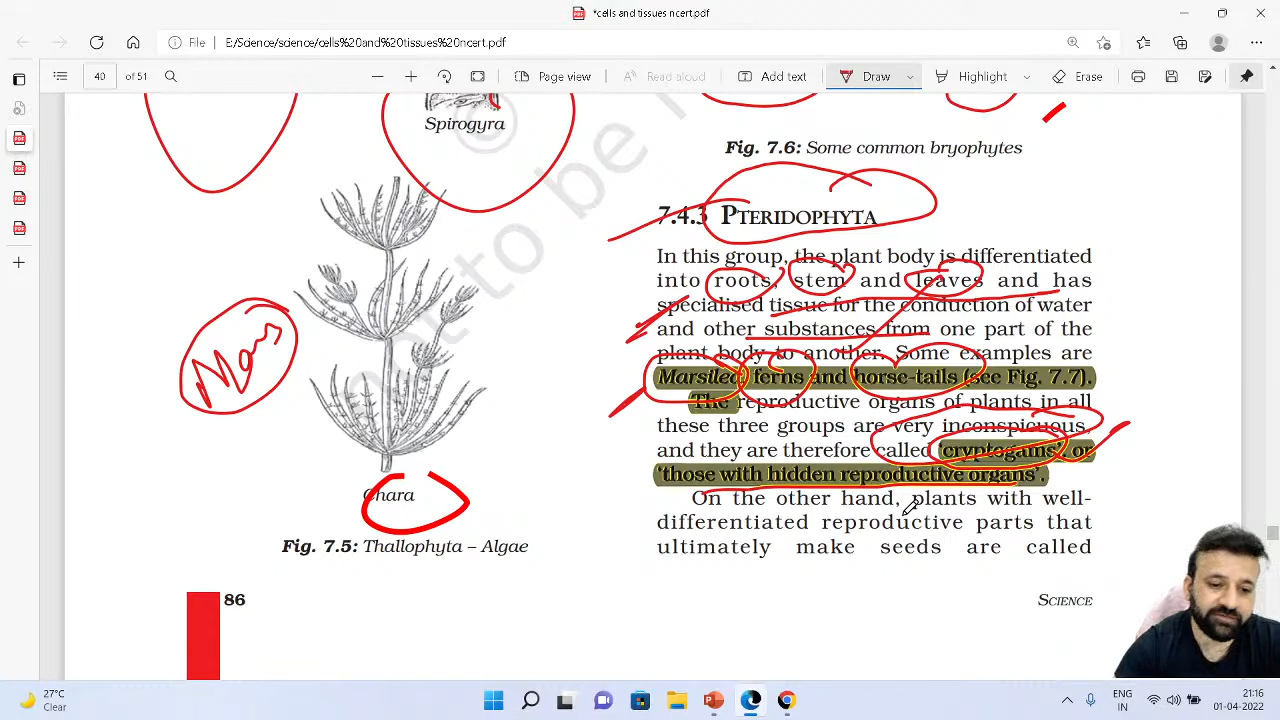 *cells and tissues ncert.pdf
File
E:/Science/science/cells%20and%20tissues%20ncert.pdf
40 of 51
Page view
Read aloud
Add text
Draw
Highlight
Erase
Spirogyra
Chara
Fig. 7.5: Thallophyta – Algae
86
Fig. 7.6: Some common bryophytes
7.4.3 PTERIDOPHYTA
In this group, the plant body is differentiated
into roots, stem and leaves and has
specialised tissue for the conduction of water
and other substances from one part of the
plant body to another. Some examples are
Marsilea, ferns and horse-tails (see Fig. 7.7).
The reproductive organs of plants in all
these three groups are very inconspicuous,
and they are therefore called ‘cryptogams’, or
‘those with hidden reproductive organs’.
On the other hand, plants with well-
differentiated reproductive parts that
ultimately make seeds are called
SCIENCE
27°C
Clear
ENG
IN
21:16
01-04-2022